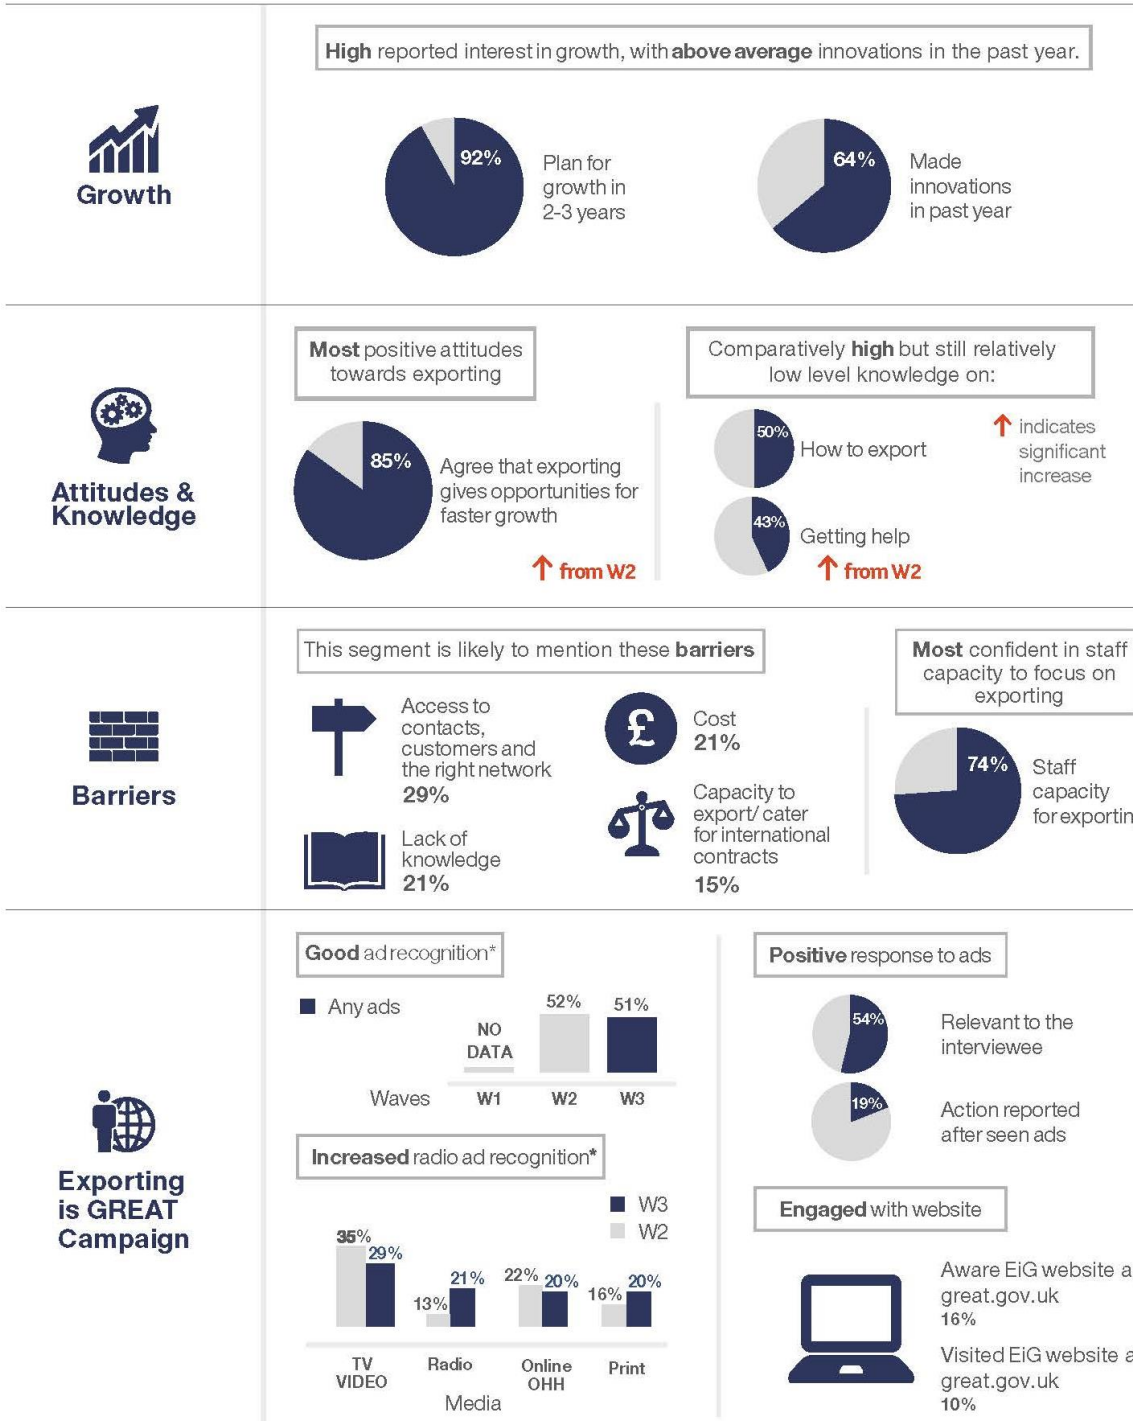 High reported interest in growth, with above average innovations in the past year.
Growth
92%
Plan for
growth in
2-3 years
64%
Made
innovations
in past year
Attitudes &
Knowledge
Most positive attitudes
towards exporting
85%
Agree that exporting
gives opportunities for
faster growth
↑ from W2
Comparatively high but still relatively
low level knowledge on:
50%
How to export
43%
Getting help
↑ from W2
↑ indicates
significant
increase
Barriers
This segment is likely to mention these barriers
Access to
contacts,
customers and
the right network
29%
Lack of
knowledge
21%
£
Cost
21%
Capacity to
export/ cater
for international
contracts
15%
Most confident in staff
capacity to focus on
exporting
74%
Staff
capacity
for exportin
Exporting
is GREAT
Campaign
Good ad recognition*
Any ads
NO
DATA
52%
51%
Waves W1 W2 W3
Increased radio ad recognition*
W3
W2
35%
29%
13%
21%
22%
20%
16%
20%
TV
VIDEO
Radio
Online
OHH
Print
Media
Positive response to ads
54%
Relevant to the
interviewee
19%
Action reported
after seen ads
Engaged with website
Aware EiG website a
great.gov.uk
16%
Visited EiG website a
great.gov.uk
10%